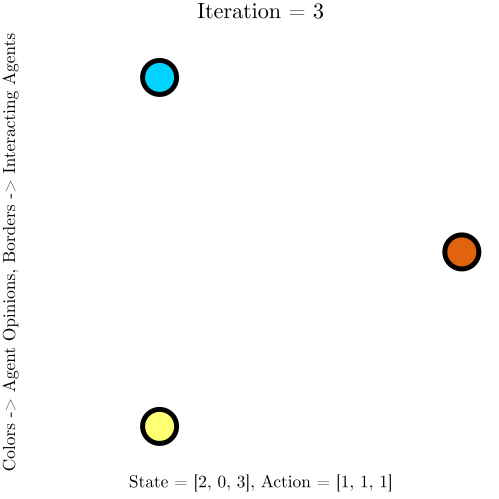 Iteration = 3
Colors -> Agent Opinions, Borders -> Interacting Agents
State = [2, 0, 3], Action = [1, 1, 1]